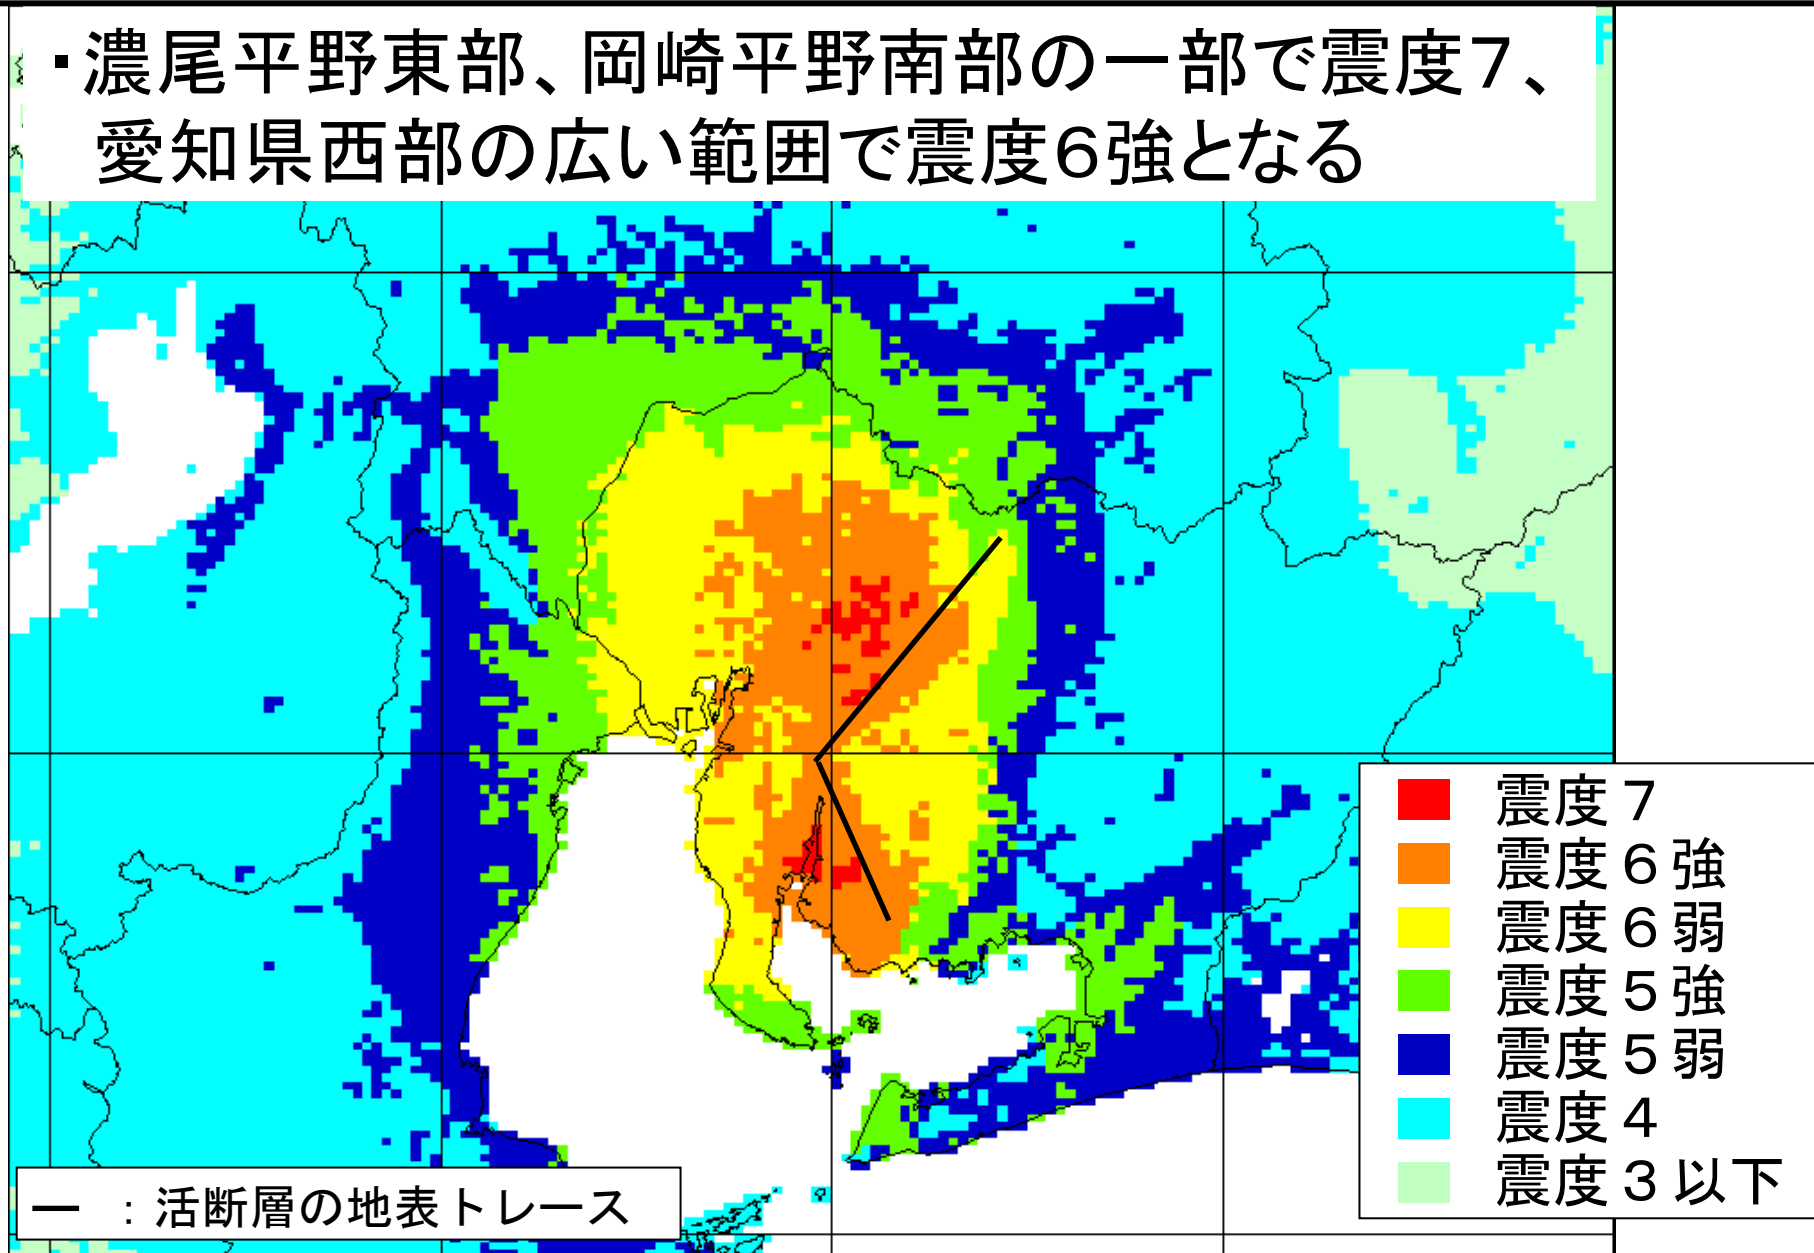 ・濃尾平野東部、岡崎平野南部の一部で震度7、
愛知県西部の広い範囲で震度6強となる
震度7
震度6強
震度6弱
震度5強
震度5弱
震度4
震度3以下
― ：活断層の地表トレース